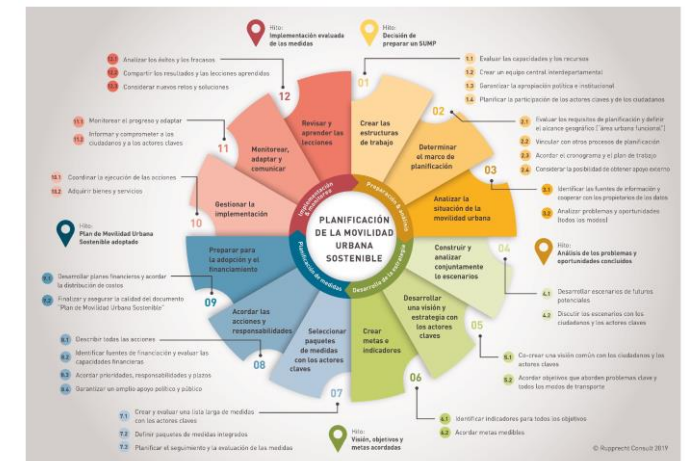 Hito:
Implementación evaluada
de las medidas
Hito:
Decisión de
preparar un SUMP
12.1 Analizar los éxitos y los fracasos
12.2 Compartir los resultados y las lecciones aprendidas
12.3 Considerar nuevos retos y soluciones
12
Revisar y
aprender las
lecciones
01
Crear las
estructuras
de trabajo
1.1 Evaluar las capacidades y los recursos
1.2 Crear un equipo central interdepartamental
1.3 Garantizar la apropiación política e institucional
1.4 Planificar la participación de los actores claves y de los ciudadanos
11.1 Monitorear el progreso y adaptar
11.2 Informar y comprometer a los
ciudadanos y a los actores claves
11
Monitorear,
adaptar y
comunicar
02
Determinar
el marco de
planificación
2.1 Evaluar los requisitos de planificación y definir
el alcance geográfico ("área urbana funcional")
2.2 Vincular con otros procesos de planificación
2.3 Acordar el cronograma y el plan de trabajo
2.4 Considerar la posibilidad de obtener apoyo externo
10.1 Coordinar la ejecución de las acciones
10.2 Adquirir bienes y servicios
10
Gestionar la
implementación
03
Analizar la
situación de la
movilidad urbana
3.1 Identificar las fuentes de información y
cooperar con los propietarios de los datos
3.2 Analizar problemas y oportunidades
(todos los modos)
Implementación
& monitoreo
Preparación & análisis
Desarrollo de la estrategia
Planificación de medidas
PLANIFICACIÓN
DE LA MOVILIDAD
URBANA
SOSTENIBLE
Hito:
Plan de Movilidad Urbana
Sostenible adoptado
Hito:
Análisis de los problemas y
oportunidades concluidos
Preparar para
la adopción y el
financiamiento
09
9.1 Desarrollar planes financieros y acordar
la distribución de costos
9.2 Finalizar y asegurar la calidad del documento
"Plan de Movilidad Urbana Sostenible"
Construir y
analizar
conjuntamente
los escenarios
04
4.1 Desarrollar escenarios de futuros
potenciales
4.2 Discutir los escenarios con los
ciudadanos y los actores claves
Acordar las
acciones y
responsabilidades
08
8.1 Describir todas las acciones
8.2 Identificar fuentes de financiación y evaluar las
capacidades financieras
8.3 Acordar prioridades, responsabilidades y plazos
8.4 Garantizar un amplio apoyo político y público
Desarrollar
una visión y
estrategia con
los actores
claves
05
5.1 Co-crear una visión común con los ciudadanos y los
actores claves
5.2 Acordar objetivos que aborden problemas clave y
todos los modos de transporte
Seleccionar
paquetes
de medidas
con los actores
claves
07
7.1 Crear y evaluar una lista larga de medidas
con los actores claves
7.2 Definir paquetes de medidas integrados
7.3 Planificar el seguimiento y la evaluación de las medidas
Crear
metas e
indicadores
06
6.1 Identificar indicadores para todos los objetivos
6.2 Acordar metas medibles
Hito:
Visión, objetivos y
metas acordadas
© Rupprecht Consult 2019